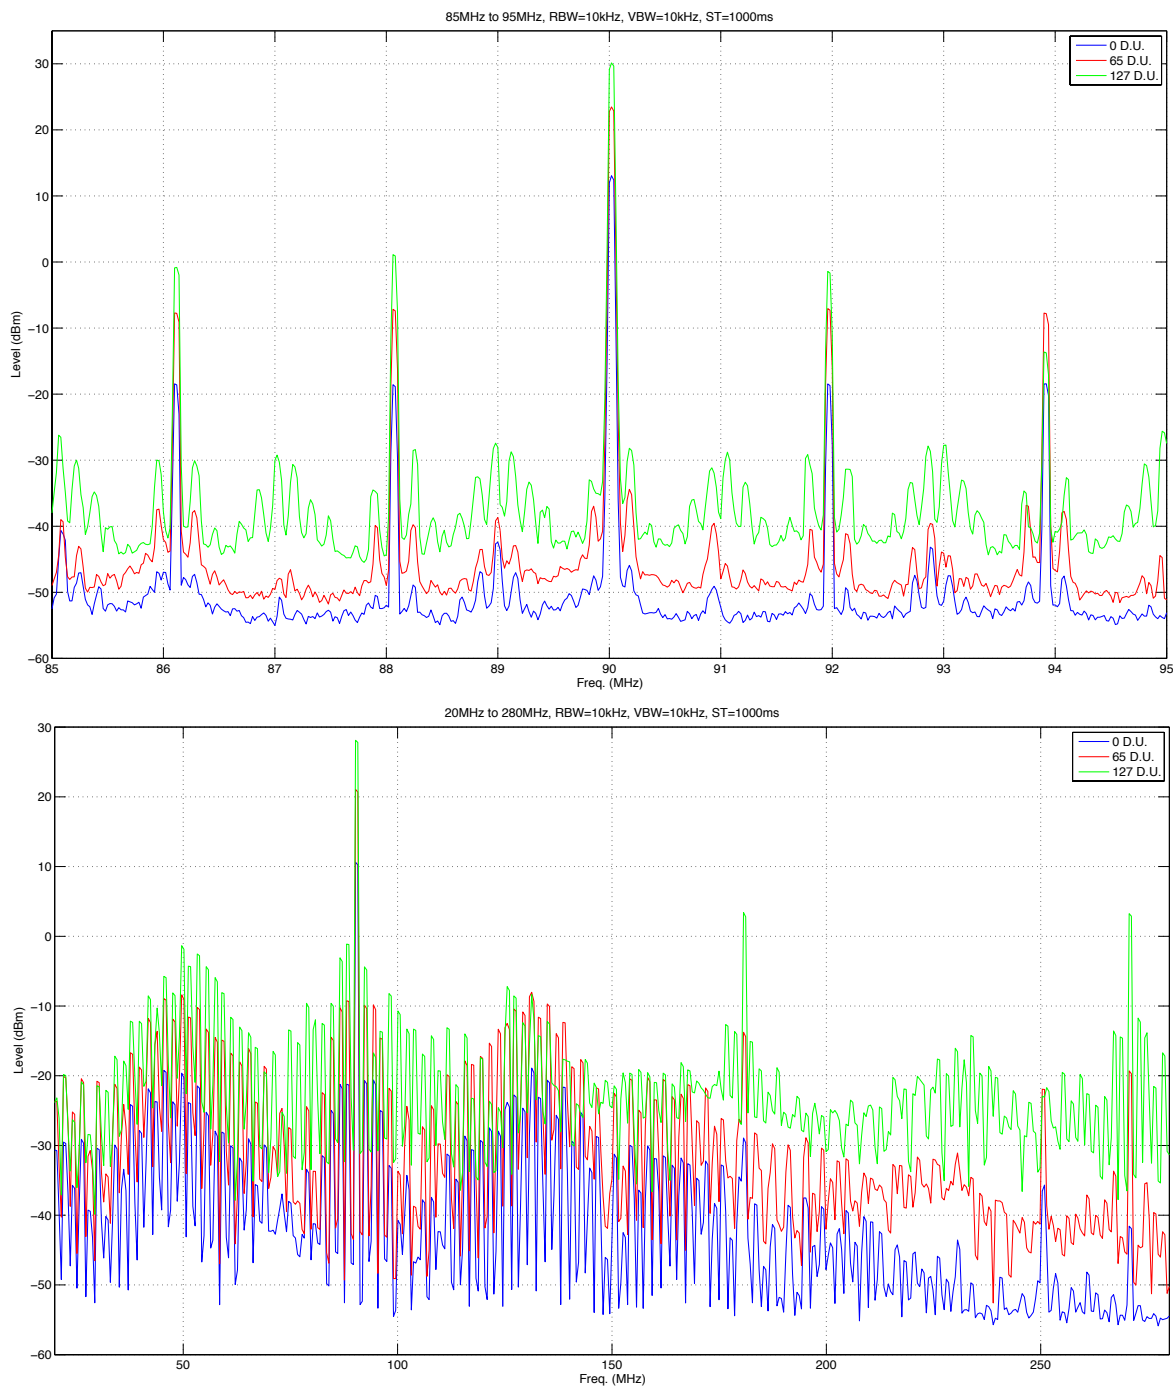 85MHz to 95MHz, RBW=10kHz, VBW=10kHz, ST=1000ms
0 D.U.
65 D.U.
127 D.U.
30
20
10
0
−10
−20
−30
−40
−50
−60
Level (dBm)
85 86 87 88 89 90 91 92 93 94 95
Freq. (MHz)
20MHz to 280MHz, RBW=10kHz, VBW=10kHz, ST=1000ms
0 D.U.
65 D.U.
127 D.U.
30
20
10
0
−10
−20
−30
−40
−50
−60
Level (dBm)
50 100 150 200 250
Freq. (MHz)